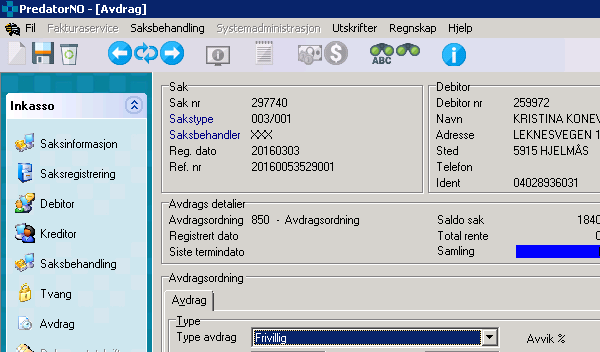 PredatorNO - [Avdrag]
Fil Fakturaservice Saksbehandling Systemadministrasjon Utskrifter Regnskap Hjelp
ABC
Inkasso
Saksinformasjon
Saksregistrering
Debitor
Kreditor
Saksbehandling
Tvang
Avdrag
Sak
Sak nr 297740
Sakstype 003/001
Saksbehandler XXX
Reg. dato 20160303
Ref. nr 20160053529001
Debitor
Debitor nr 259972
Navn KRISTINA KONEV
Adresse LEKNESVEGEN 1
Sted 5915 HJELMÅS
Telefon
Ident 04028936031
Avdrags detalier
Avdragsordning 850 - Avdragsordning Saldo sak 1840
Registrert dato Total rente 0
Siste termindato Samling
Avdragsordning
Avdrag
Type
Type avdrag Frivillig Avvik %